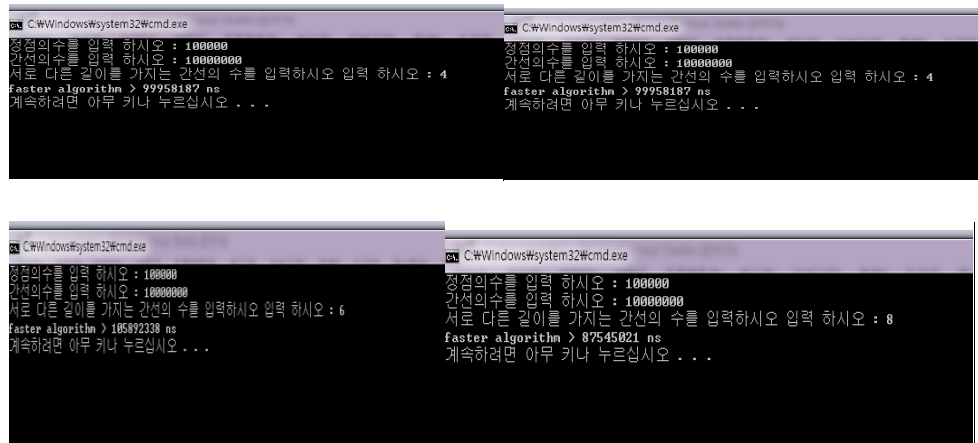 C:₩Windows₩system32₩cmd.exe
정점의수를 입력 하시오 : 100000
간선의수를 입력 하시오 : 10000000
서로 다른 길이를 가지는 간선의 수를 입력하시오 입력 하시오 : 4
faster algorithm > 99958187 ns
계속하려면 아무 키나 누르십시오 . . .
C:₩Windows₩system32₩cmd.exe
정점의수를 입력 하시오 : 100000
간선의수를 입력 하시오 : 10000000
서로 다른 길이를 가지는 간선의 수를 입력하시오 입력 하시오 : 4
faster algorithm > 99958187 ns
계속하려면 아무 키나 누르십시오 . . .
C:₩Windows₩system32₩cmd.exe
정점의수를 입력 하시오 : 100000
간선의수를 입력 하시오 : 10000000
서로 다른 길이를 가지는 간선의 수를 입력하시오 입력 하시오 : 6
faster algorithm > 105892338 ns
계속하려면 아무 키나 누르십시오 . . .
C:₩Windows₩system32₩cmd.exe
정점의수를 입력 하시오 : 100000
간선의수를 입력 하시오 : 10000000
서로 다른 길이를 가지는 간선의 수를 입력하시오 입력 하시오 : 8
faster algorithm > 87545021 ns
계속하려면 아무 키나 누르십시오 . . .